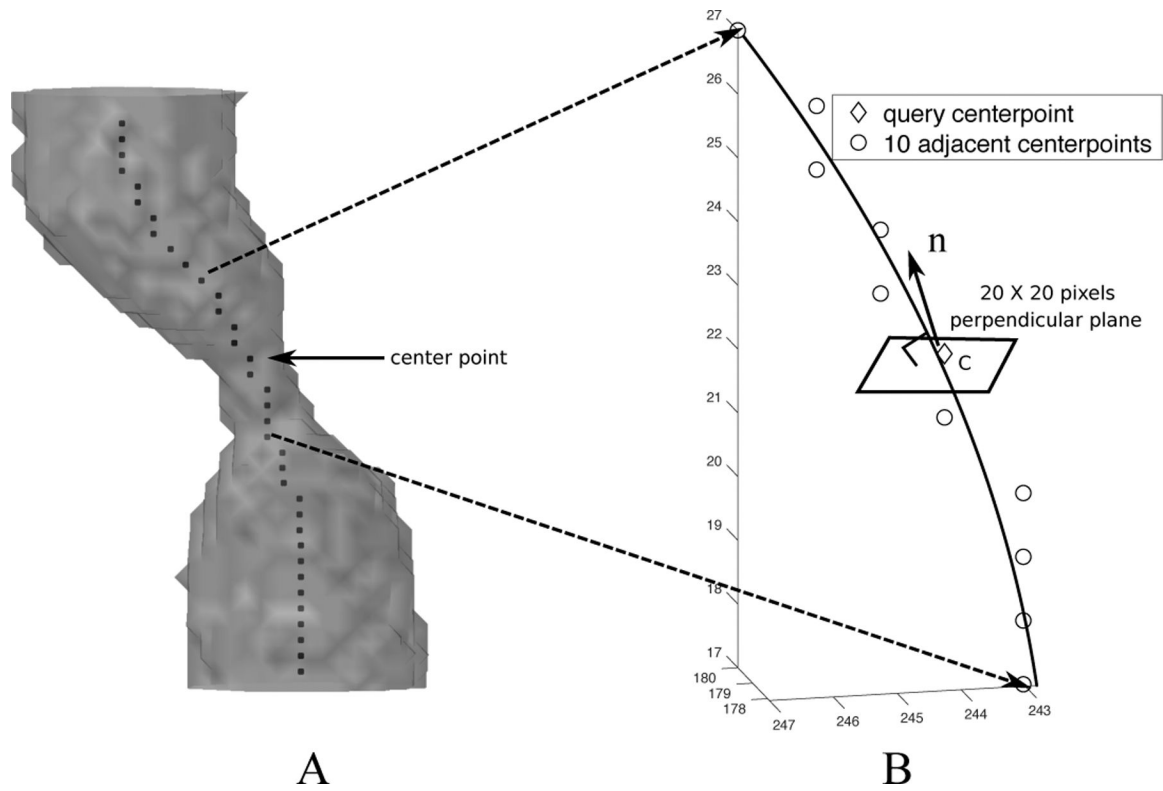 center point
A
27
26
25
24
23
22
21
20
19
18
17
180
179
178
247
246
245
244
243
query centerpoint
10 adjacent centerpoints
n
20 X 20 pixels
perpendicular plane
C
B